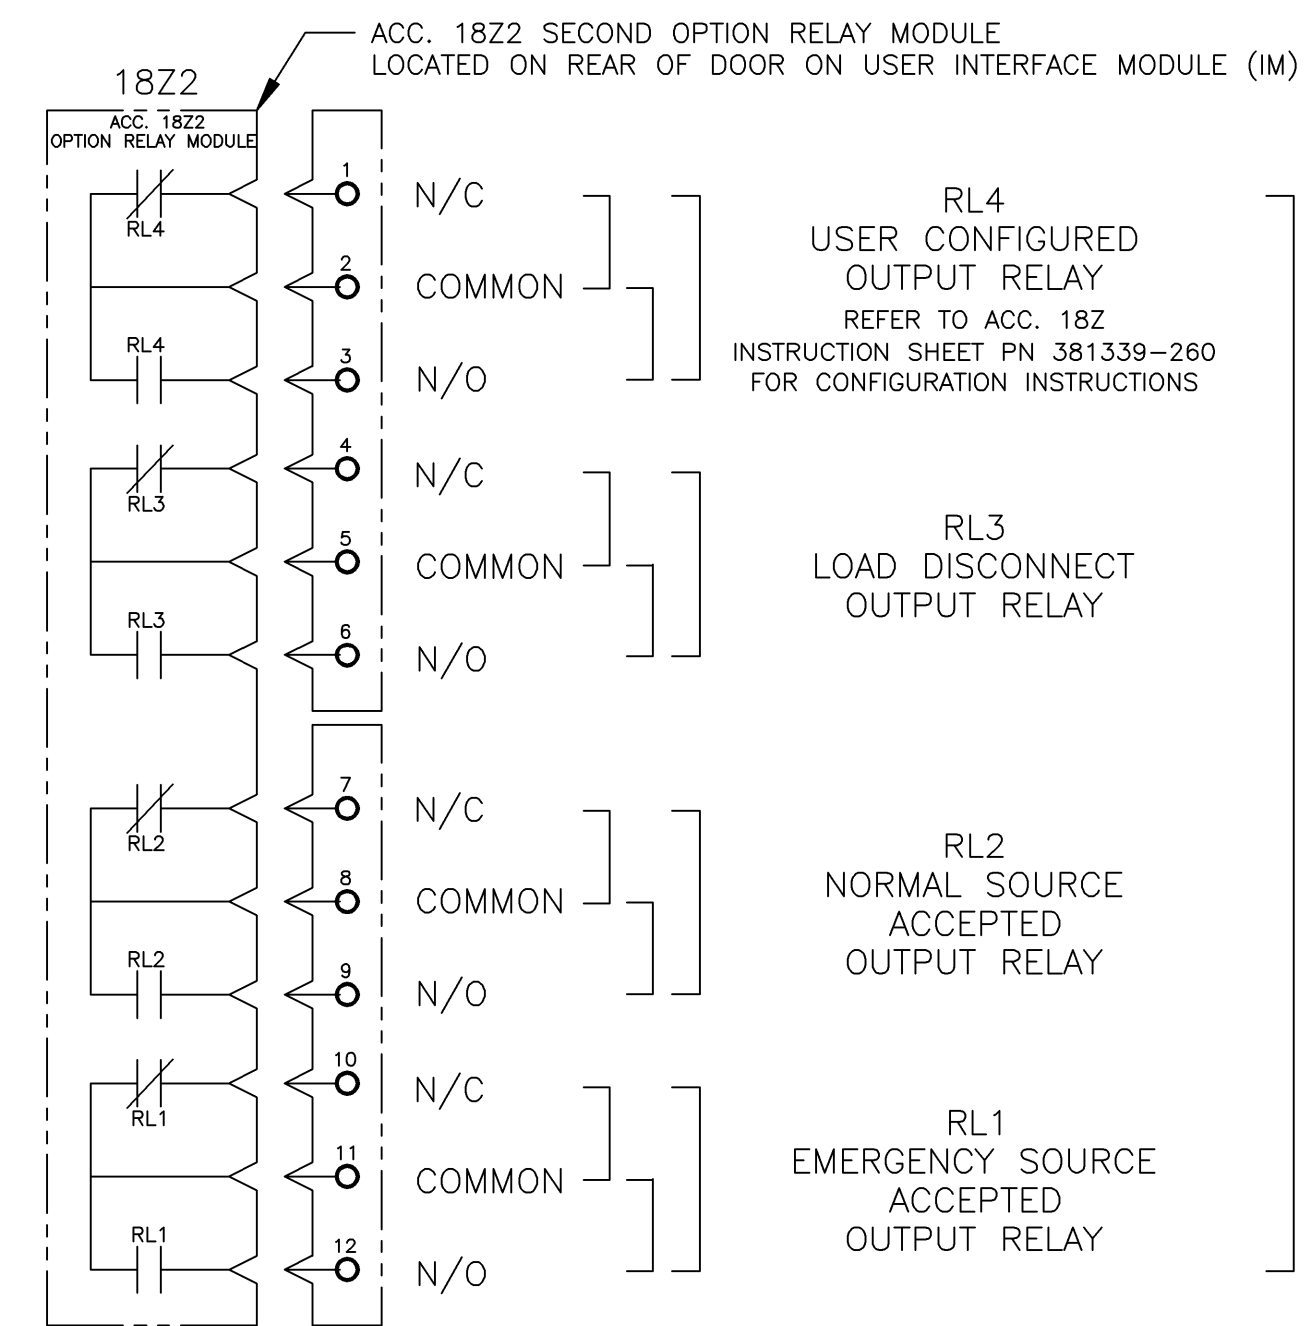 ACC. 18Z2 SECOND OPTION RELAY MODULE
LOCATED ON REAR OF DOOR ON USER INTERFACE MODULE (IM)
18Z2
ACC. 18Z2
OPTION RELAY MODULE
RL4
1
N/C
2
COMMON
RL4
3
N/O
RL4
USER CONFIGURED
OUTPUT RELAY
REFER TO ACC. 18Z
INSTRUCTION SHEET PN 381339-260
FOR CONFIGURATION INSTRUCTIONS
RL3
4
N/C
5
COMMON
RL3
6
N/O
RL3
LOAD DISCONNECT
OUTPUT RELAY
RL2
7
N/C
8
COMMON
RL2
9
N/O
RL2
NORMAL SOURCE
ACCEPTED
OUTPUT RELAY
RL1
10
N/C
11
COMMON
RL1
12
N/O
RL1
EMERGENCY SOURCE
ACCEPTED
OUTPUT RELAY